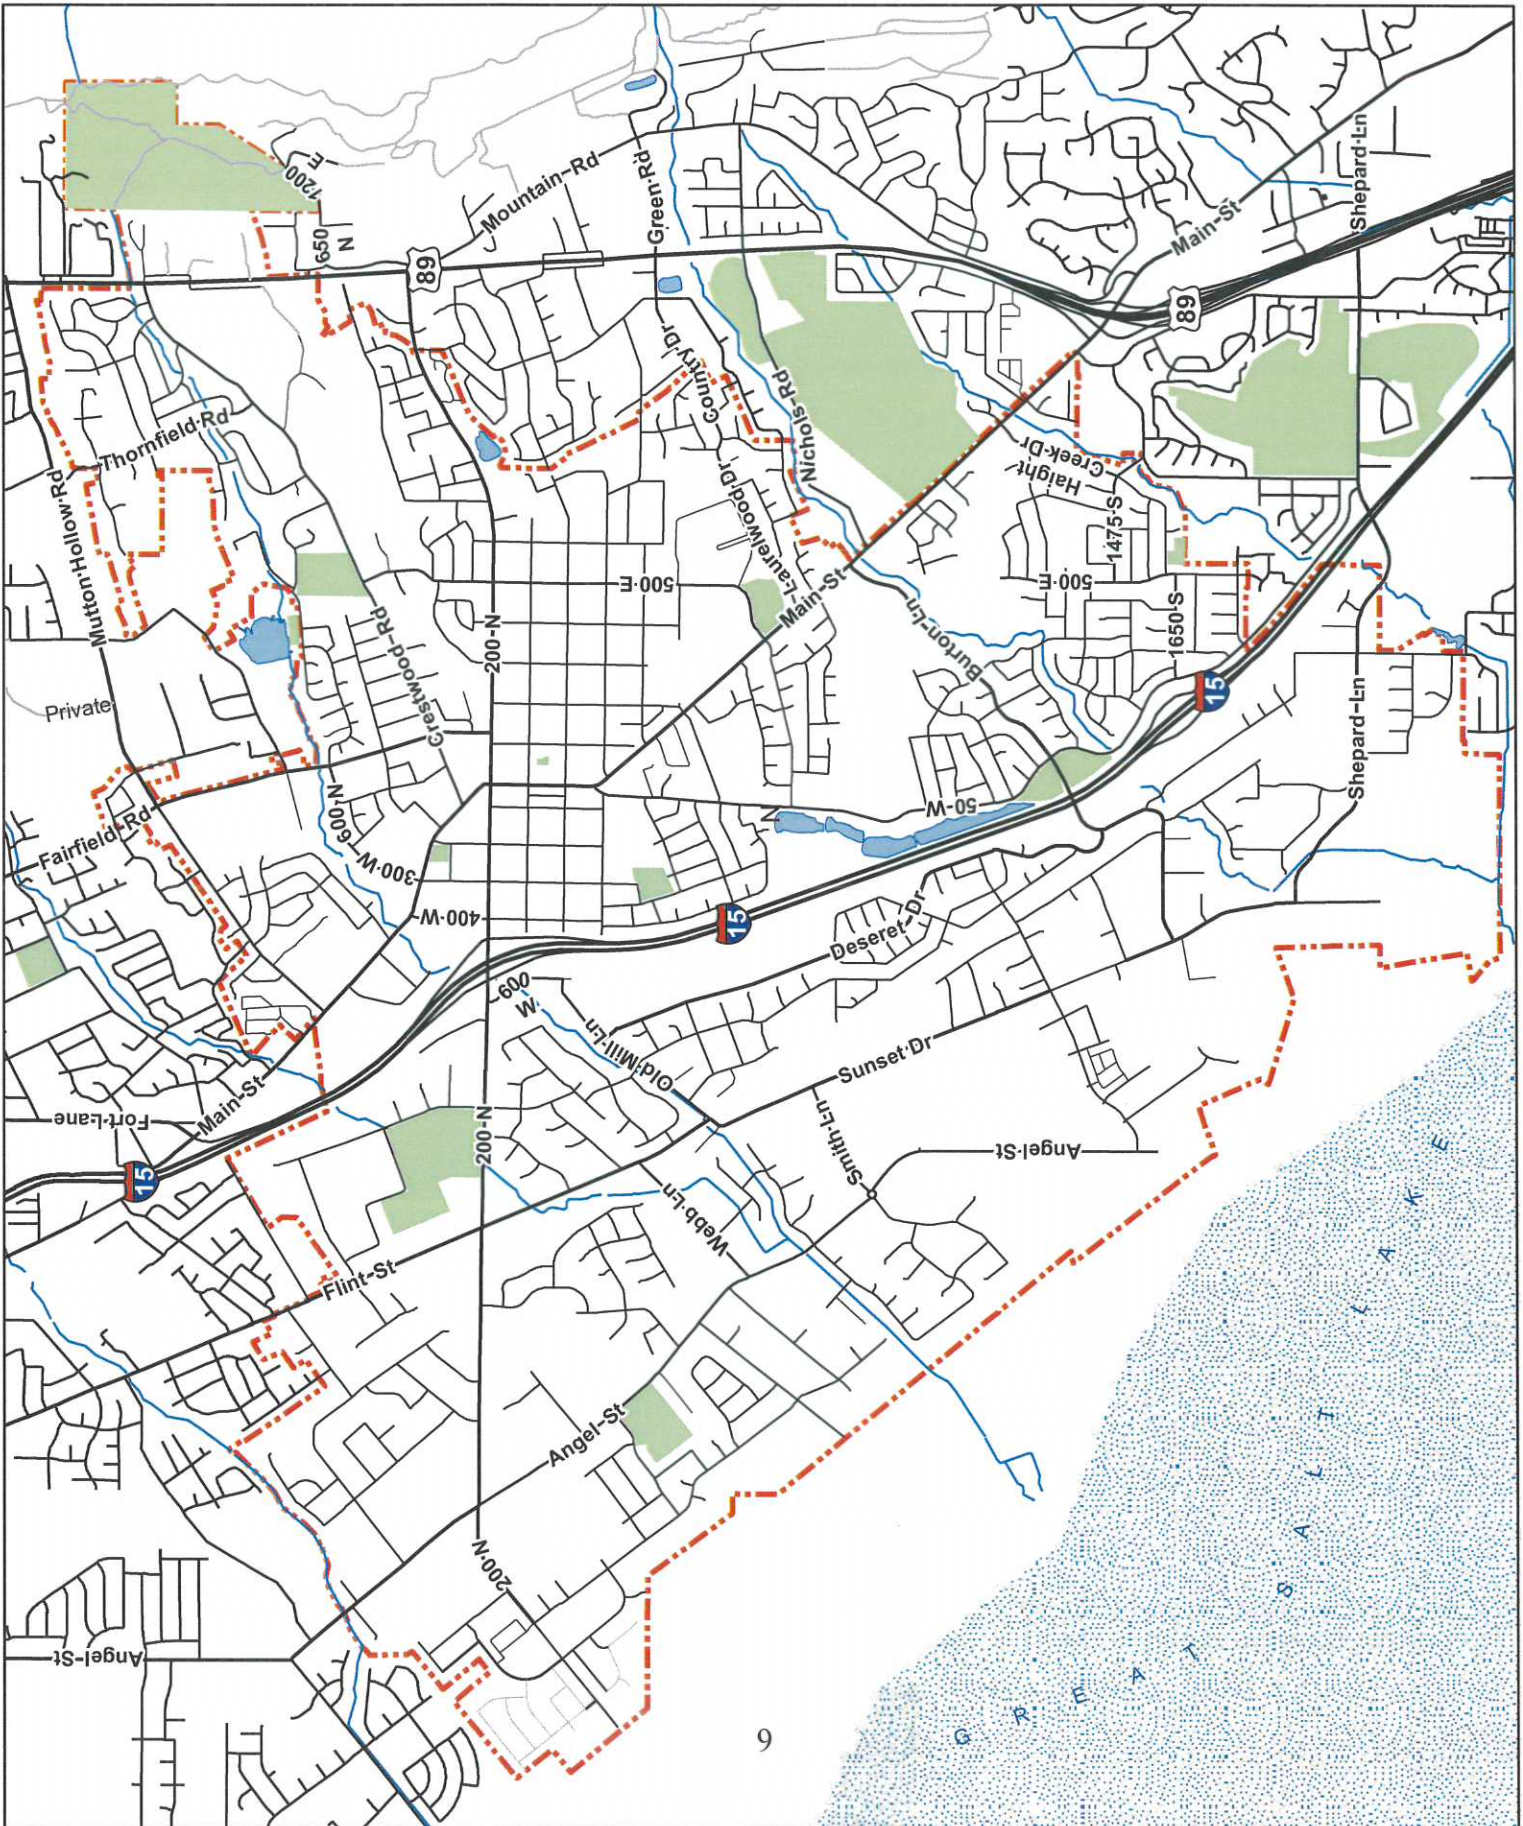 1200 E
Mountain Rd
Green Rd
Shepard Ln
Main St
650
N
89
89
Thornfield Rd
Country Dr
Nichols Rd
Mutton Hollow Rd
Laurelwood Dr
Haight
Creek Dr
1475 S
500 E
500 E
Main St
Burton Ln
1650 S
Crestwood Rd
200 N
Private
15
Shepard Ln
Fairfield Rd
600 N
300 W
50 W
400 W
15
Deseret Dr
600
W
Old Mill Ln
Sunset Dr
Fort Lane
Main St
200 N
Smith Ln
Angel St
15
Webb Ln
Flint St
Angel St
200 N
Angel St
9
GREAT SALT LAKE